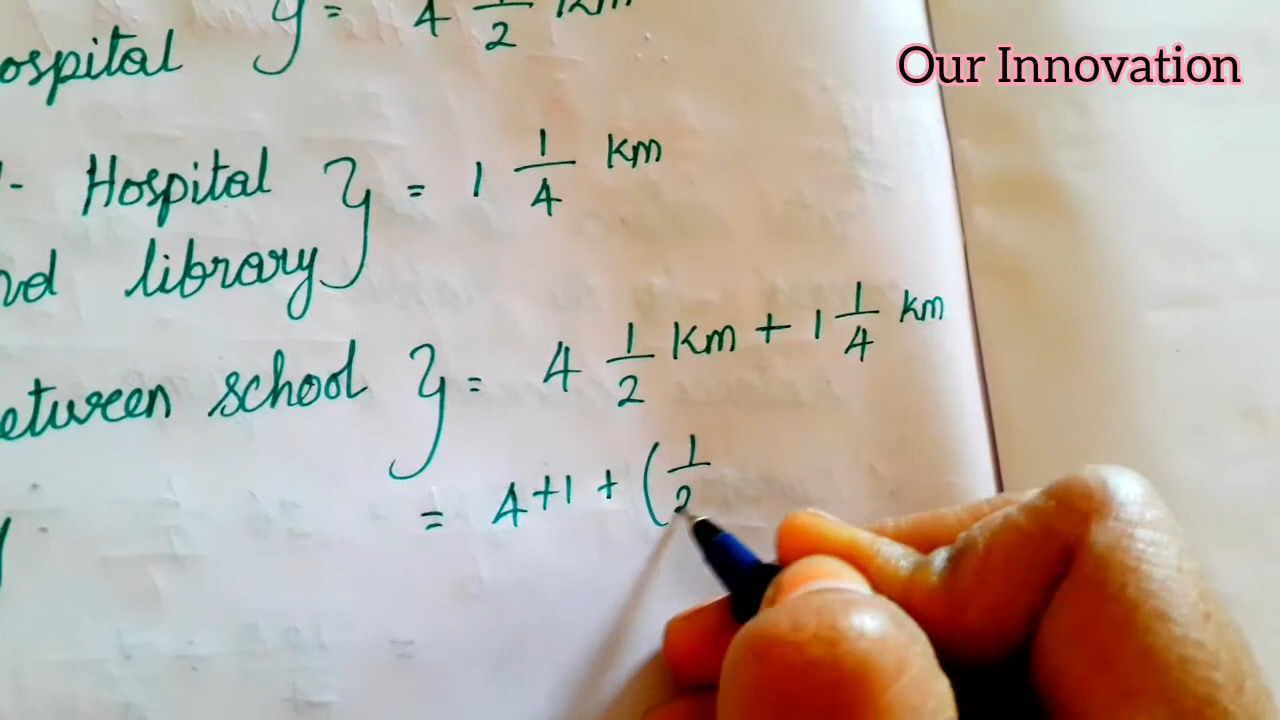 } = 4 1/2 km
ospital
Our Innovation
- Hospital } = 1 1/4 km
nd library
etween school } = 4 1/2 km + 1 1/4 km
= 4+1 + (1/2